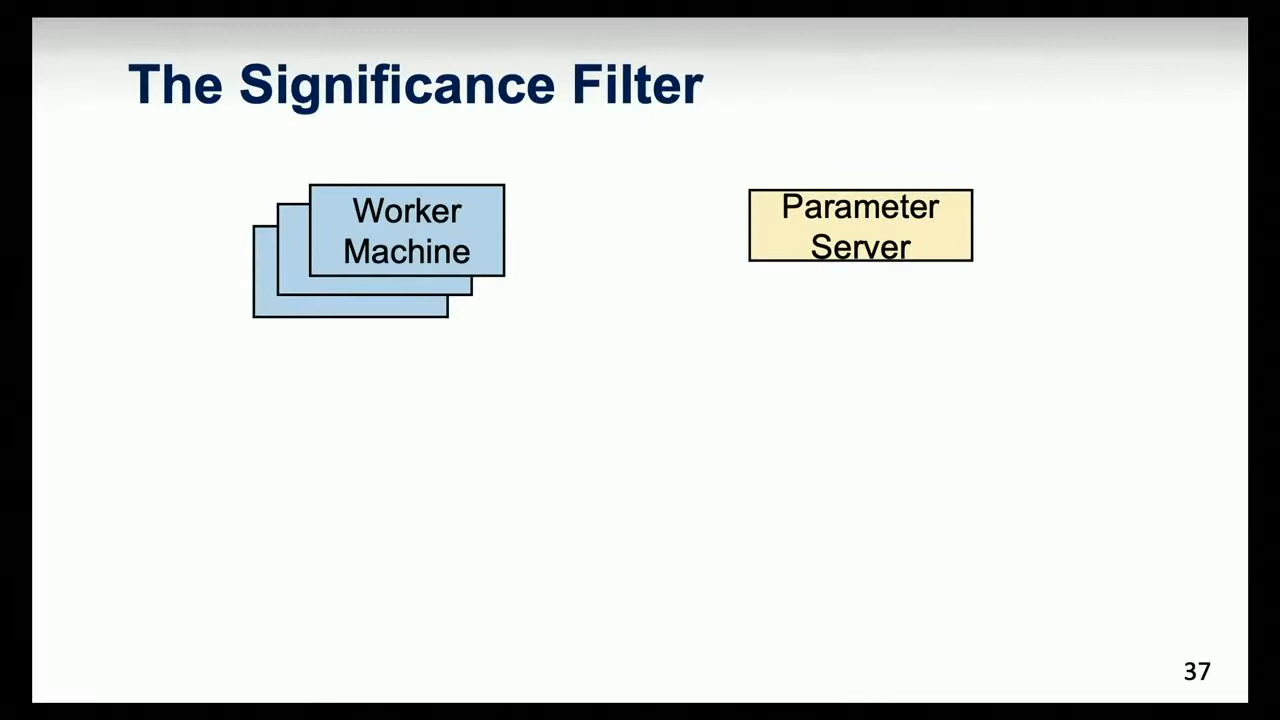 The Significance Filter
Worker
Machine
Parameter
Server
37